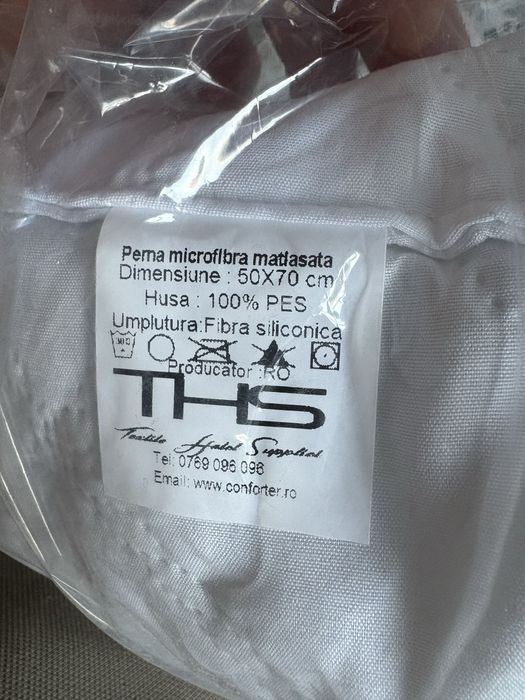 Perna microfibra matlasata
Dimensiune : 50X70 cm
Husa : 100% PES
Umplutura:Fibra siliconica
30°
Producator :RO
THS
Textile Hotel Supplies
Tel: 0769 096 096
Email: www.conforter.ro